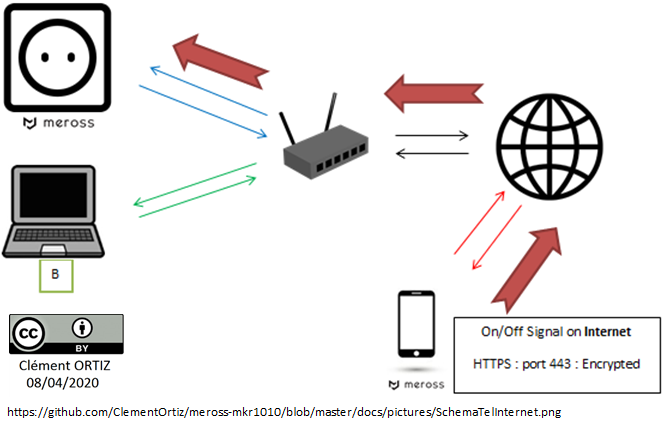 meross
B
cc
BY
Clément ORTIZ
08/04/2020
meross
On/Off Signal on Internet
HTTPS : port 443 : Encrypted
https://github.com/ClementOrtiz/meross-mkr1010/blob/master/docs/pictures/SchemaTelInternet.png